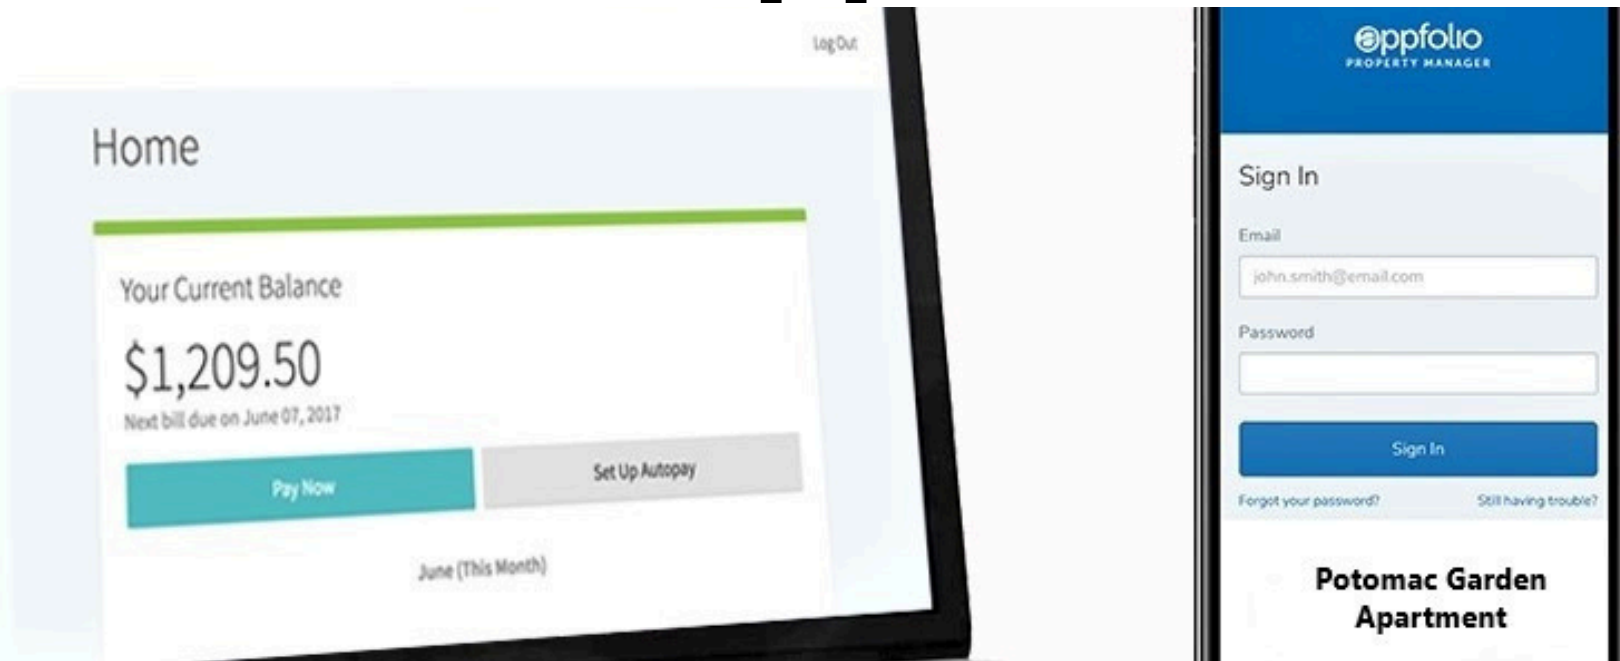 Log Out
Home
Your Current Balance
$1,209.50
Next bill due on June 07, 2017
Pay Now
Set Up Autopay
June (This Month)
appfolio
PROPERTY MANAGER
Sign In
Email
john.smith@email.com
Password
Sign In
Forgot your password?
Still having trouble?
Potomac Garden
Apartment